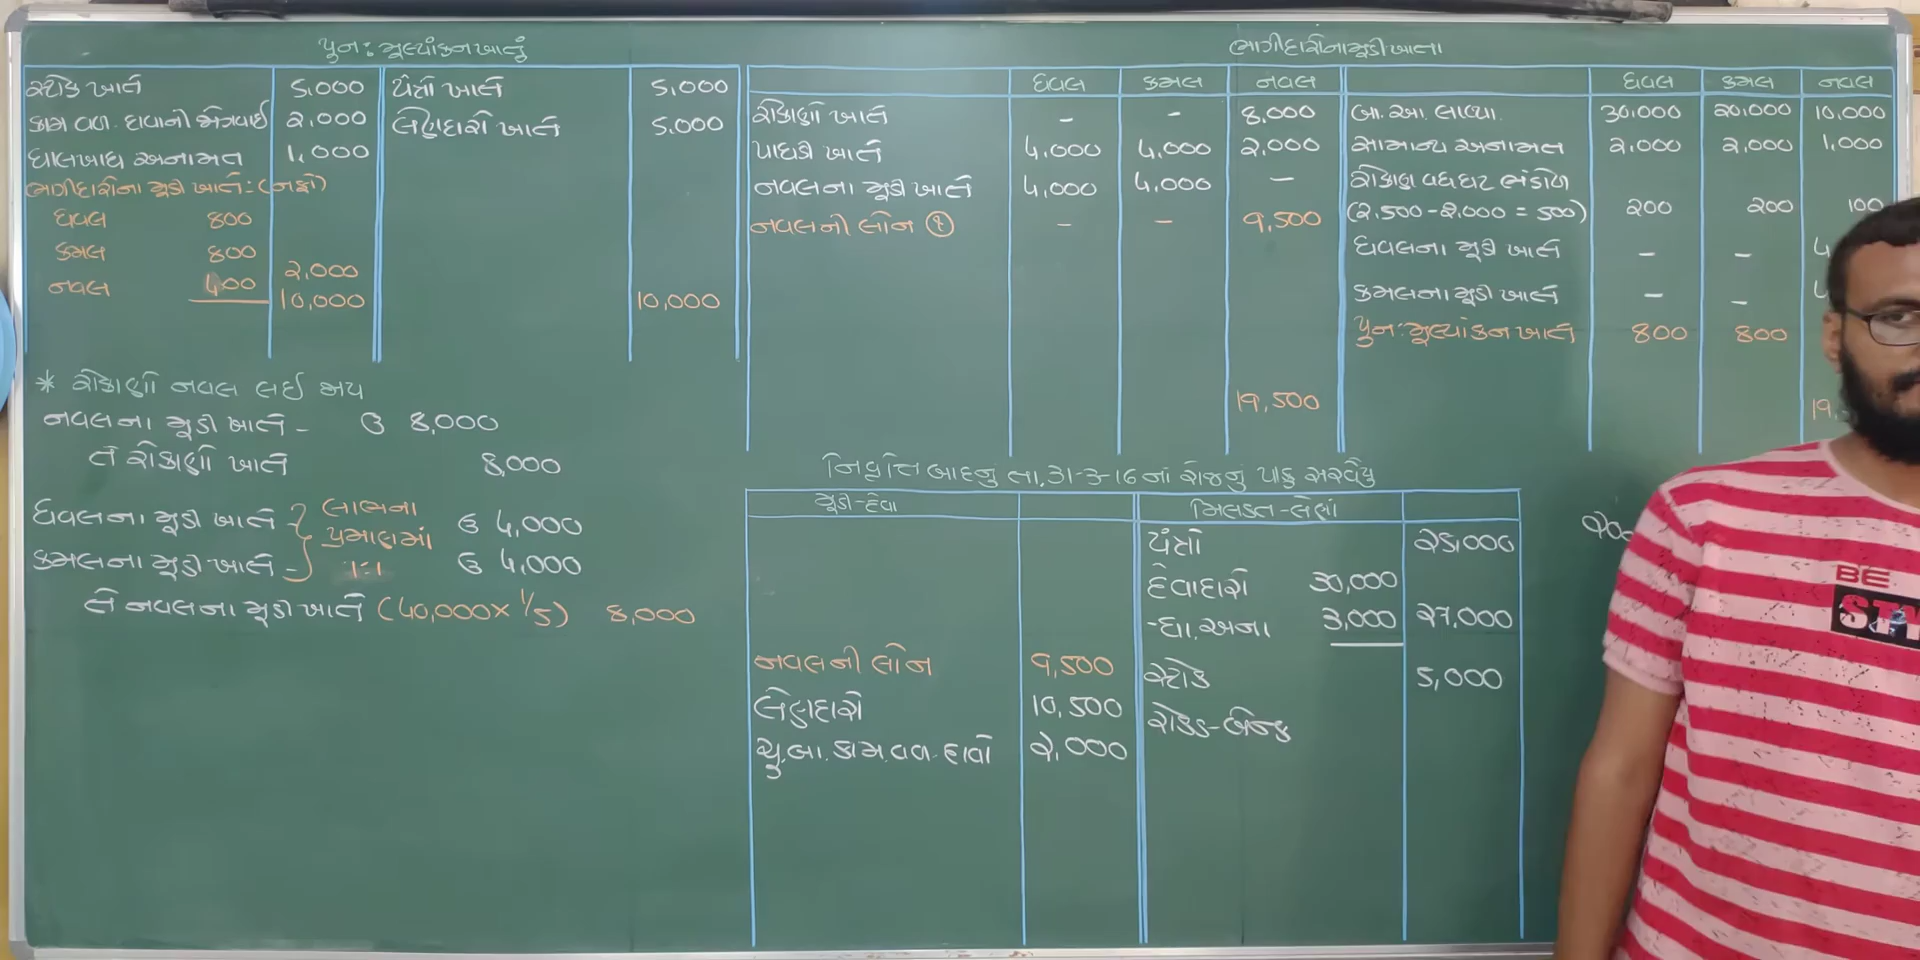 પુનઃમૂલ્યાંકન ખાતું
સ્ટોક ખાતે 5,000 યંત્રો ખાતે 5,000
કામ.વળ. દાવાની જોગવાઈ 2,000 લેણદારો ખાતે 5,000
ઘાલખાધ અનામત 1,000
ભાગીદારોના મૂડી ખાતે:(નફો)
ધવલ 800
કમલ 800
નવલ 400 2,000
10,000 10,000
* રોકાણો નવલ લઈ જાય
નવલના મૂડી ખાતે - ઉ 8,000
તે રોકાણો ખાતે 8,000
ધવલના મૂડી ખાતે - લાભના ઉ 4,000
પ્રમાણમાં
કમલના મૂડી ખાતે - 1:1 ઉ 4,000
તે નવલના મૂડી ખાતે (40,000 × 1/5) 8,000
ભાગીદારોના મૂડી ખાતા
ધવલ કમલ નવલ ધવલ કમલ નવલ
રોકાણો ખાતે - - 8,000 બા.આ. લાવ્યા. 30,000 20,000 10,000
પાઘડી ખાતે 4,000 4,000 2,000 સામાન્ય અનામત 2,000 2,000 1,000
નવલના મૂડી ખાતે 4,000 4,000 - રોકાણ વધઘટ ભંડોળ
નવલની લોન - - 9,500 (2,500-2,000 = 500) 200 200 100
ધવલના મૂડી ખાતે - -
કમલના મૂડી ખાતે - -
પુનઃમૂલ્યાંકન ખાતે 800 800
19,500
નિવૃત્તિ બાદનું તા.31-3-16ના રોજનું પાકું સરવૈયું
મૂડી-દેવા મિલકત-લેણાં
યંત્રો 25,000
દેવાદારો 30,000
-ઘા.અના 3,000 27,000
નવલની લોન 9,500 સ્ટોક 5,000
લેણદારો 10,500 રોકડ-બેન્ક
ચૂ.બા.કામ.વળ.દાવો 2,000
BE